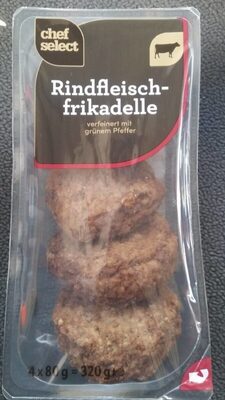 chef
select
Rindfleisch-
frikadelle
verfeinert mit
grünem Pfeffer
4 x 80 g = 320 g e